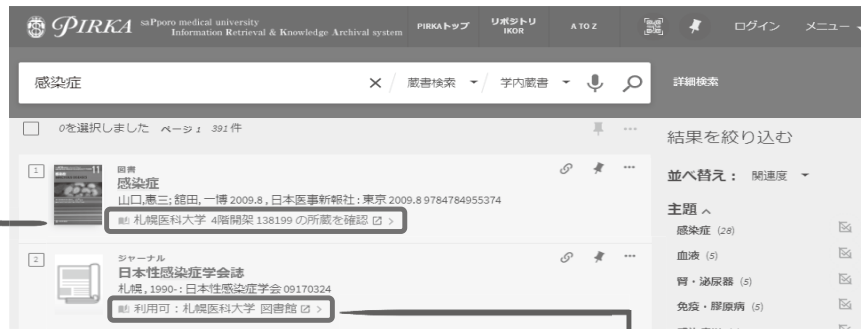 PIRKA saPporo medical university
Information Retrieval & Knowledge Archival system
PIRKAトップ
リポジトリ
IKOR
A TO Z
ログイン
メニュー
感染症
蔵書検索
学内蔵書
詳細検索
0を選択しました ページ 1 391 件
結果を絞り込む
1
図書
感染症
山口,惠三; 舘田, 一博 2009.8 , 日本医事新報社 : 東京 2009.8 9784784955374
札幌医科大学 4階開架 138199 の所蔵を確認
並べ替え： 関連度
主題
感染症 (28)
血液 (5)
腎・泌尿器 (5)
免疫・膠原病 (5)
2
ジャーナル
日本性感染症学会誌
札幌 , 1990-: 日本性感染症学会 09170324
利用可 : 札幌医科大学 図書館